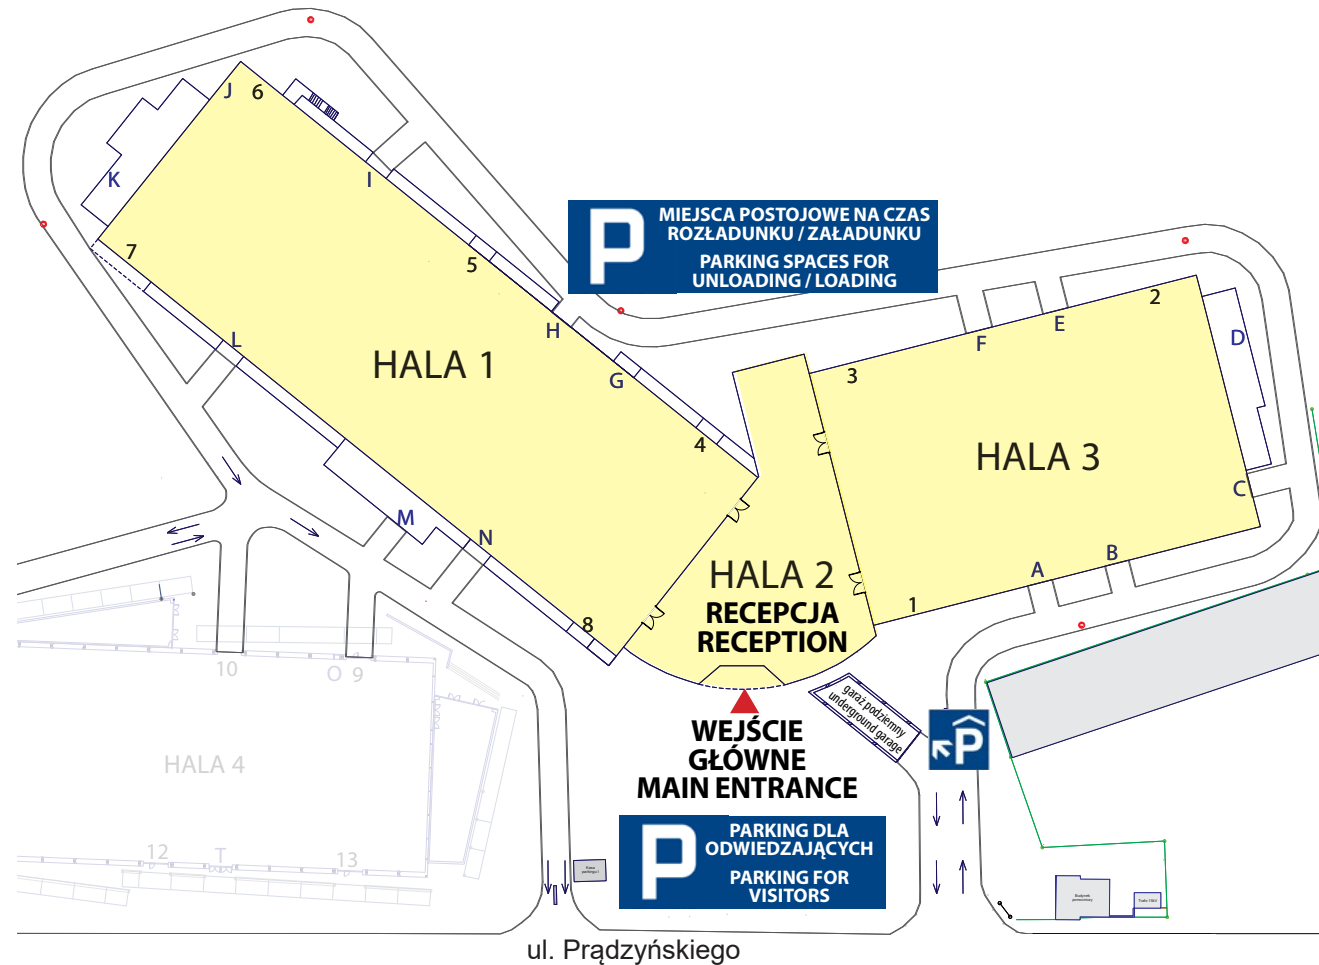 J
6
I
K
7
5
L
H
HALA 1
G
4
M
N
8
MIEJSCA POSTOJOWE NA CZAS
ROZŁADUNKU / ZAŁADUNKU
PARKING SPACES FOR
UNLOADING / LOADING
P
2
E
F
D
3
HALA 3
C
B
A
1
HALA 2
RECEPCJA
RECEPTION
WEJŚCIE
GŁÓWNE
MAIN ENTRANCE
garaż podziemny
underground garage
P
10
O 9
HALA 4
12
T
13
P
PARKING DLA
ODWIEDZAJĄCYCH
PARKING FOR
VISITORS
ul. Prądzyńskiego